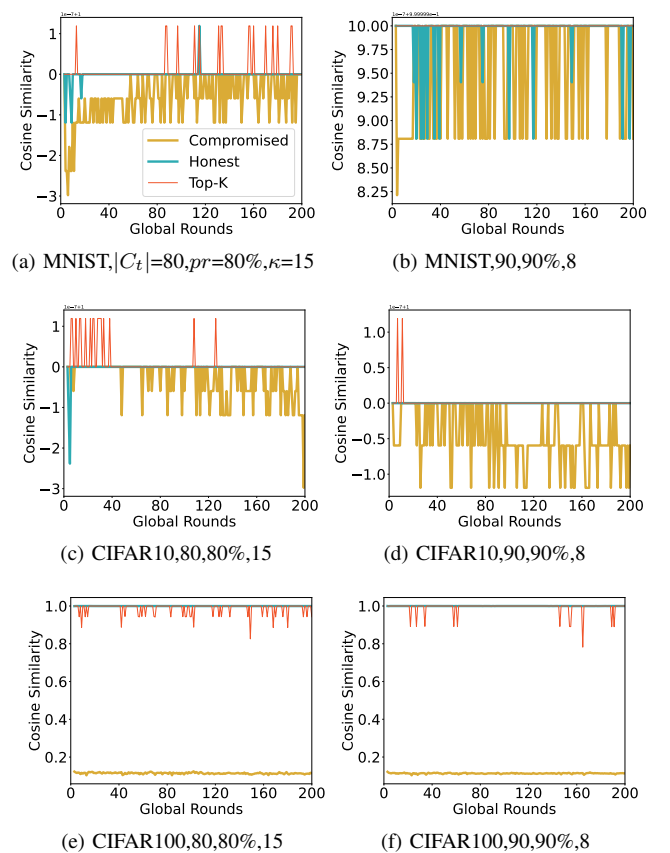 1e−7+1
1
0
−1
−2
−3
Cosine Similarity
Compromised
Honest
Top-K
0 40 80 120 160 200
Global Rounds
(a) MNIST,|C_t|=80,pr=80%,κ=15
1e−7+9.99999e−1
10.00
9.75
9.50
9.25
9.00
8.75
8.50
8.25
Cosine Similarity
0 40 80 120 160 200
Global Rounds
(b) MNIST,90,90%,8
1e−7+1
1
0
−1
−2
−3
Cosine Similarity
0 40 80 120 160 200
Global Rounds
(c) CIFAR10,80,80%,15
1e−7+1
1.0
0.5
0.0
−0.5
−1.0
Cosine Similarity
0 40 80 120 160 200
Global Rounds
(d) CIFAR10,90,90%,8
1.0
0.8
0.6
0.4
0.2
Cosine Similarity
0 40 80 120 160 200
Global Rounds
(e) CIFAR100,80,80%,15
1.0
0.8
0.6
0.4
0.2
Cosine Similarity
0 40 80 120 160 200
Global Rounds
(f) CIFAR100,90,90%,8